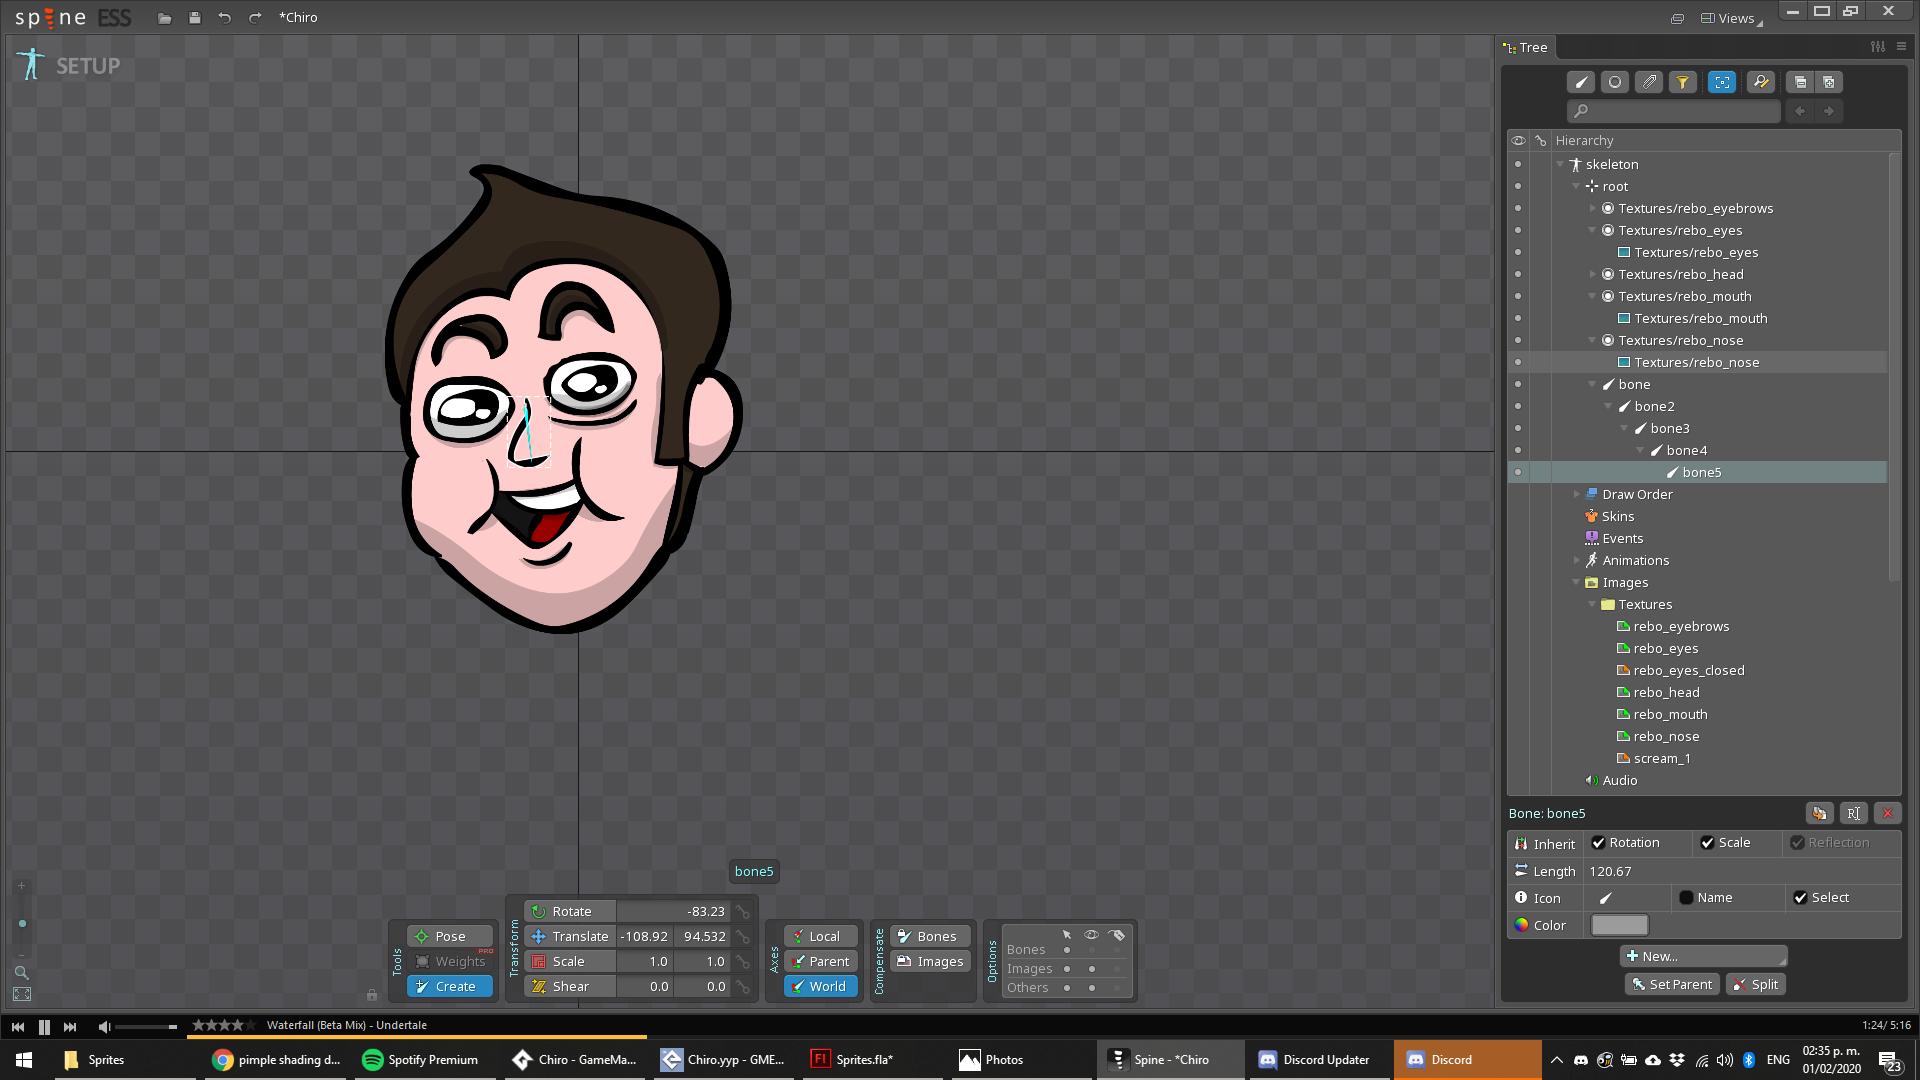 spine ESS
*Chiro
Views
SETUP
Tree
Hierarchy
skeleton
root
Textures/rebo_eyebrows
Textures/rebo_eyes
Textures/rebo_eyes
Textures/rebo_head
Textures/rebo_mouth
Textures/rebo_mouth
Textures/rebo_nose
Textures/rebo_nose
bone
bone2
bone3
bone4
bone5
Draw Order
Skins
Events
Animations
Images
Textures
rebo_eyebrows
rebo_eyes
rebo_eyes_closed
rebo_head
rebo_mouth
rebo_nose
scream_1
Audio
Bone: bone5
Inherit Rotation Scale Reflection
Length 120.67
Icon Name Select
Color
New...
Set Parent Split
bone5
Tools
Pose
Weights PRO
Create
Transform
Rotate -83.23
Translate -108.92 94.532
Scale 1.0 1.0
Shear 0.0 0.0
Axes
Local
Parent
World
Compensate
Bones
Images
Options
Bones
Images
Others
Waterfall (Beta Mix) - Undertale
1:24/ 5:16
Sprites
pimple shading d...
Spotify Premium
Chiro - GameMa...
Chiro.yyp - GME...
Fl Sprites.fla*
Photos
Spine - *Chiro
Discord Updater
Discord
ENG
02:35 p. m.
01/02/2020
23